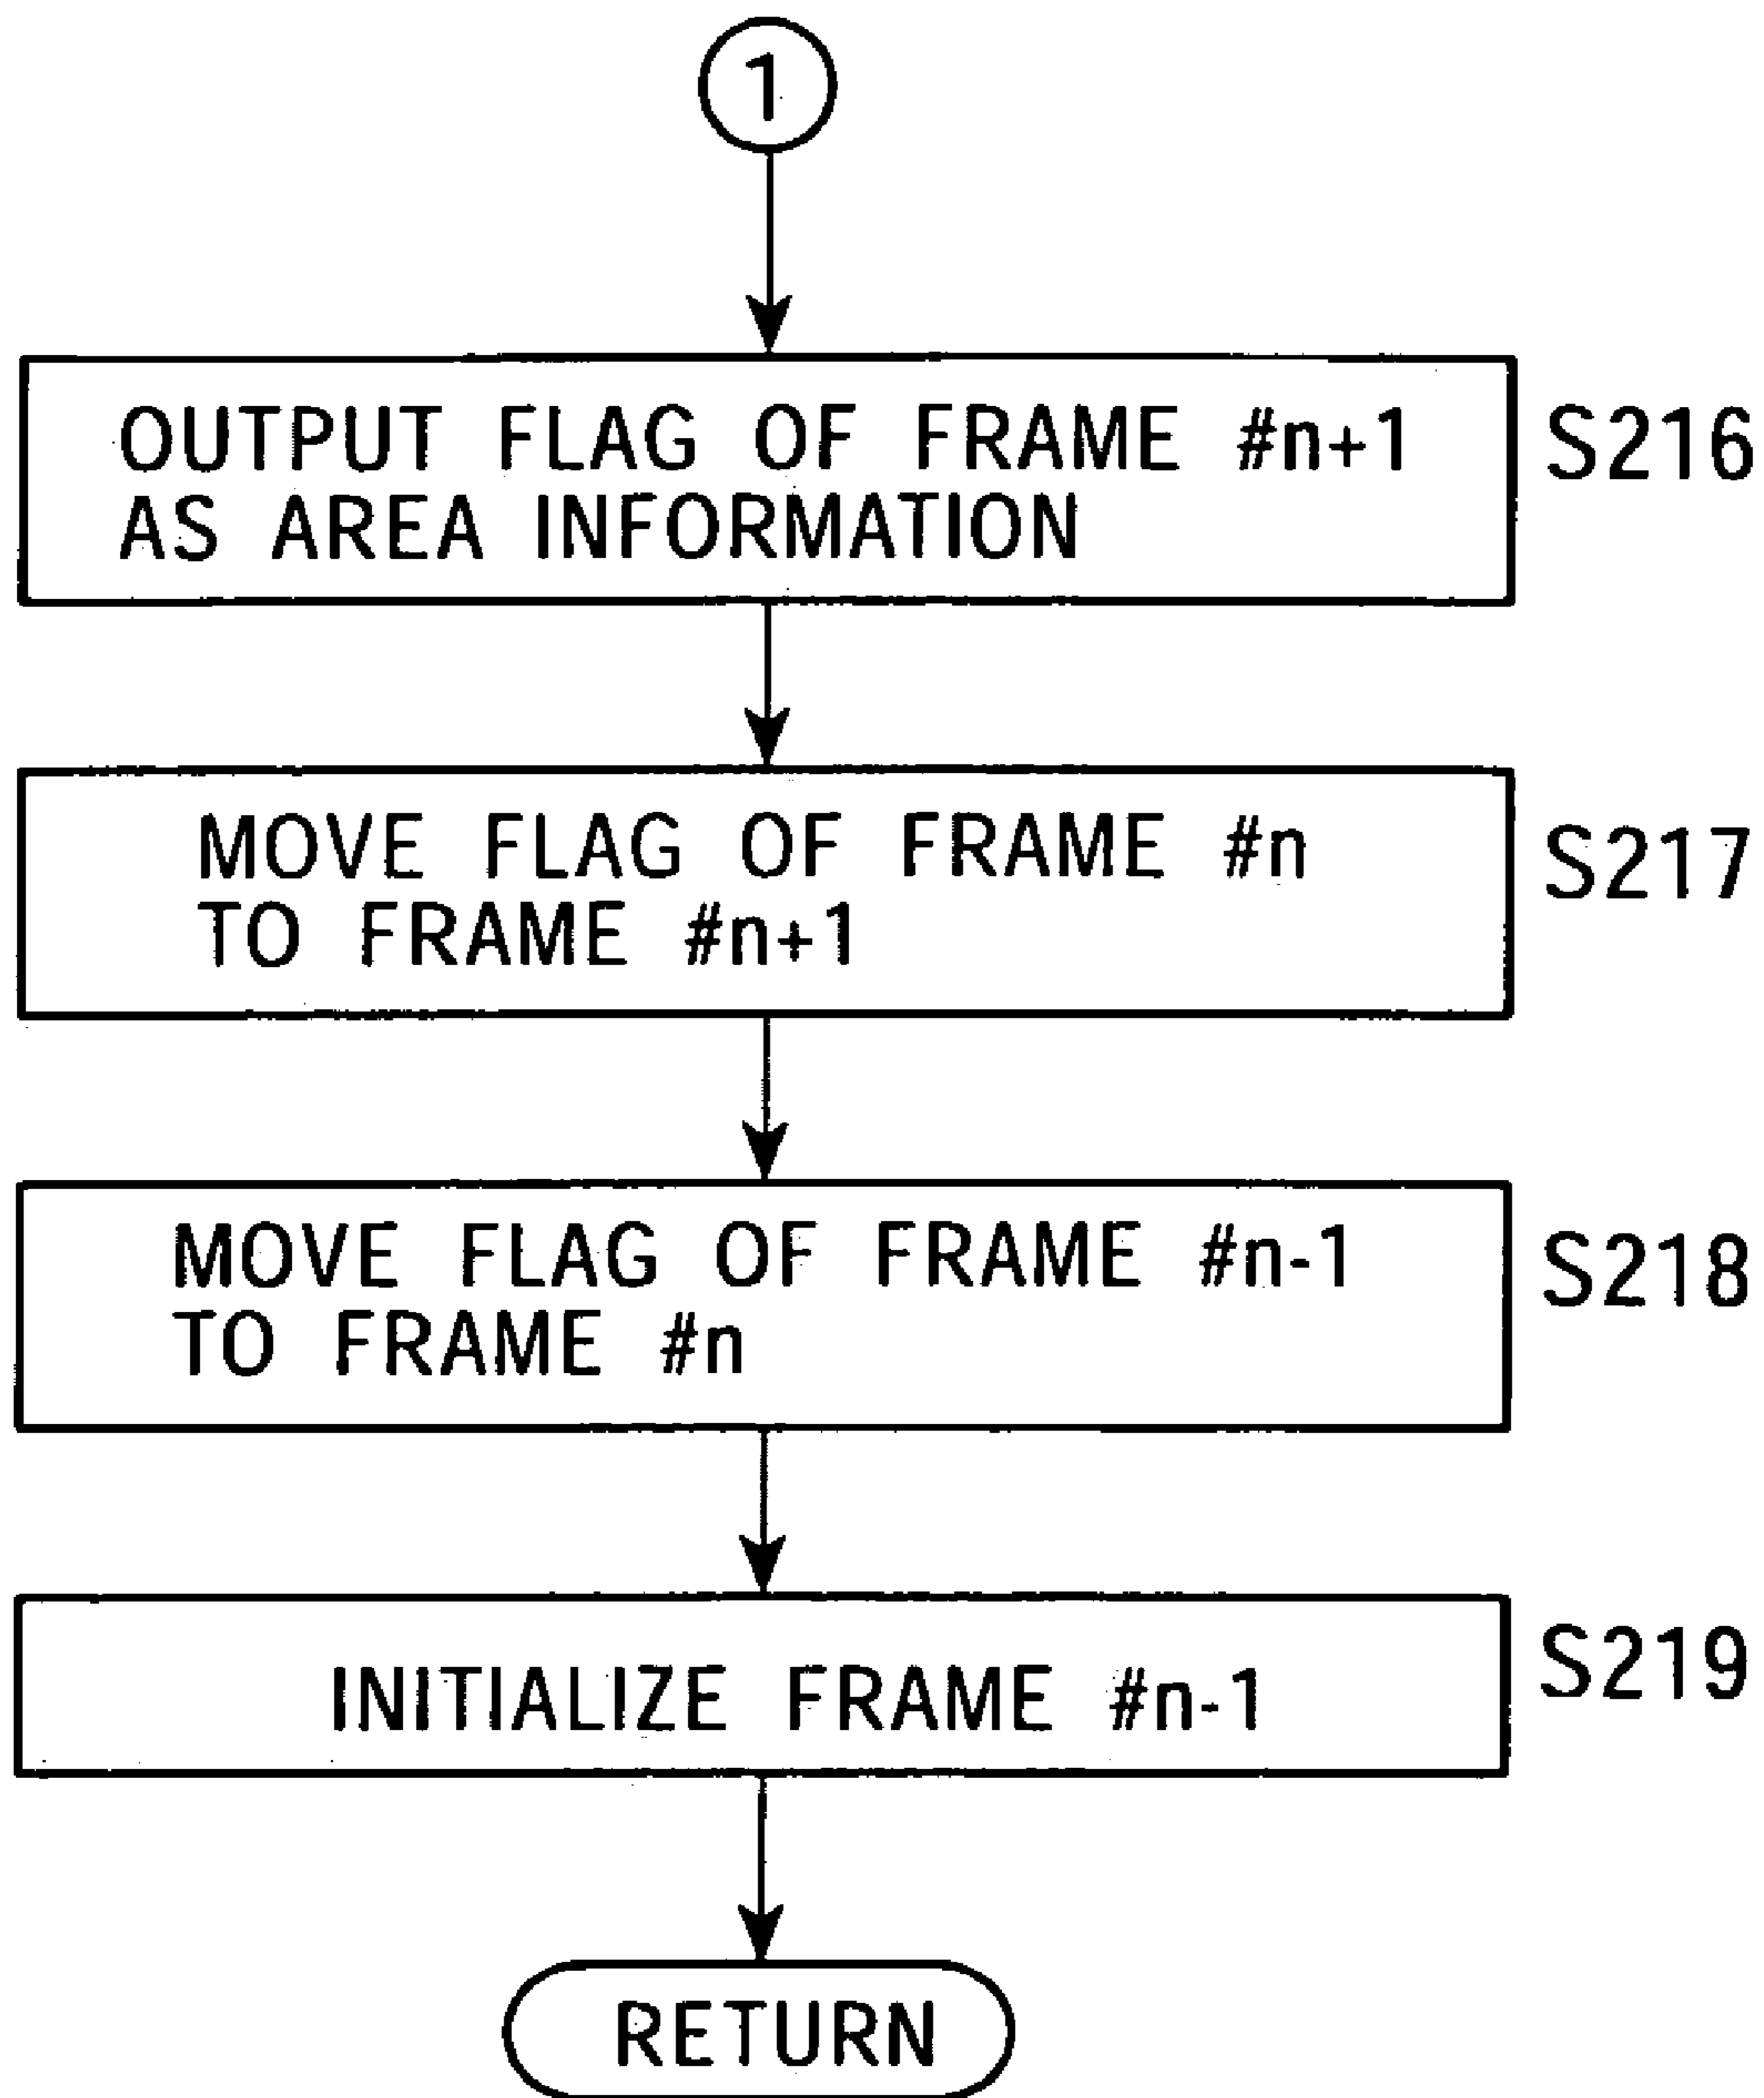 1
OUTPUT FLAG OF FRAME #n+1
AS AREA INFORMATION
S216
MOVE FLAG OF FRAME #n
TO FRAME #n+1
S217
MOVE FLAG OF FRAME #n-1
TO FRAME #n
S218
INITIALIZE FRAME #n-1
S219
RETURN